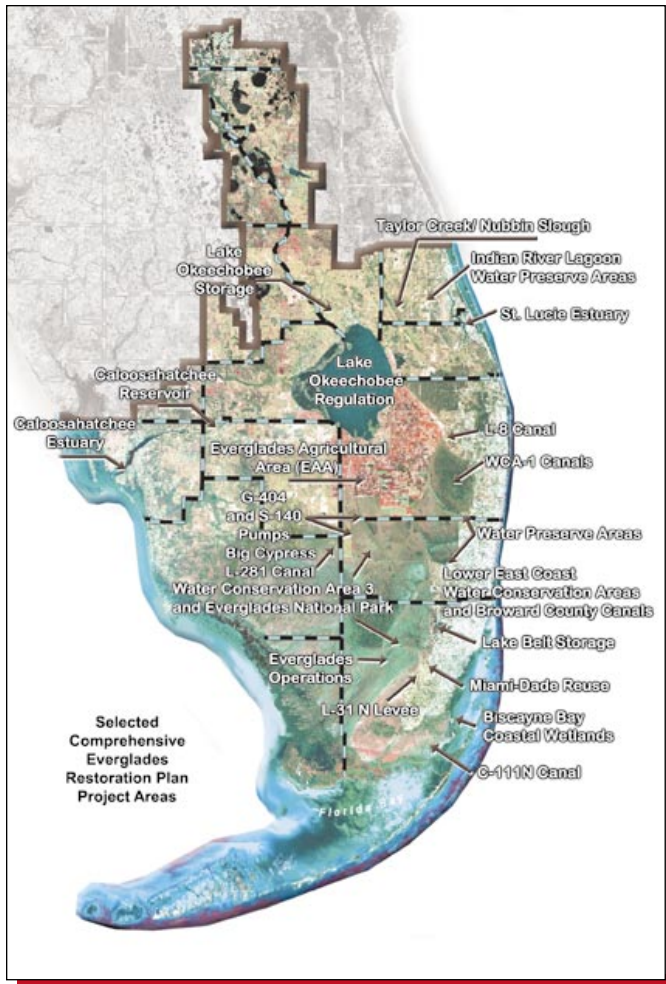 Taylor Creek/ Nubbin Slough
Lake
Okeechobee
Storage
Indian River Lagoon
Water Preserve Areas
St. Lucie Estuary
Lake
Okeechobee
Regulation
Caloosahatchee
Reservoir
Caloosahatchee
Estuary
L-8 Canal
Everglades Agricultural
Area (EAA)
WCA-1 Canals
G-404
and S-140
Pumps
Water Preserve Areas
Big Cypress
L-281 Canal
Water Conservation Area 3
and Everglades National Park
Lower East Coast
Water Conservation Areas
and Broward County Canals
Lake Belt Storage
Everglades
Operations
Miami-Dade Reuse
L-31 N Levee
Biscayne Bay
Coastal Wetlands
C-111N Canal
Selected
Comprehensive
Everglades
Restoration Plan
Project Areas
Florida Bay